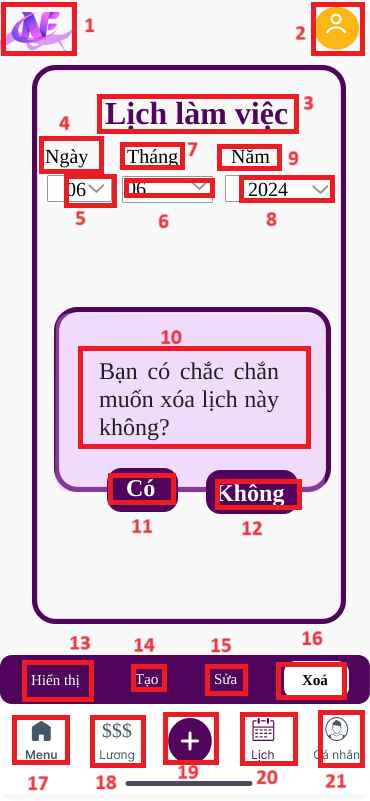 NF 1
2
Lịch làm việc 3
4
Ngày Tháng 7 Năm 9
06 06 2024
5 6 8
10
Bạn có chắc chắn
muốn xóa lịch này
không?
Có Không
11 12
13 14 15 16
Hiển thị Tạo Sửa Xoá
$$$
Menu Lương Lịch Cá nhân
17 18 19 20 21